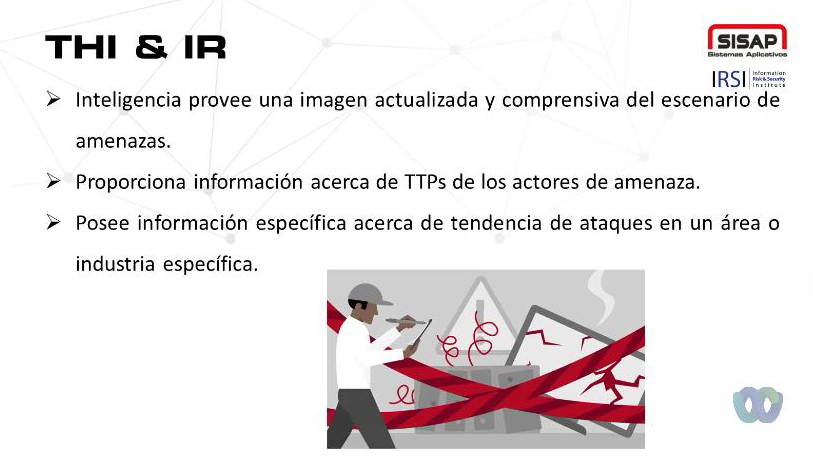 THI & IR
SISAP
Sistemas Aplicativos
IRSI Information
Risk & Security
Institute
➢ Inteligencia provee una imagen actualizada y comprensiva del escenario de
amenazas.
➢ Proporciona información acerca de TTPs de los actores de amenaza.
➢ Posee información específica acerca de tendencia de ataques en un área o
industria específica.